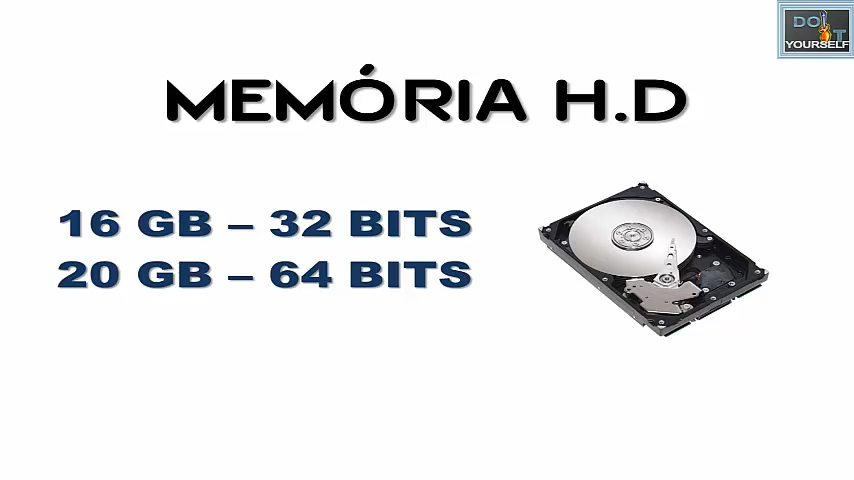 DO IT
YOURSELF
MEMÓRIA H.D
16 GB – 32 BITS
20 GB – 64 BITS